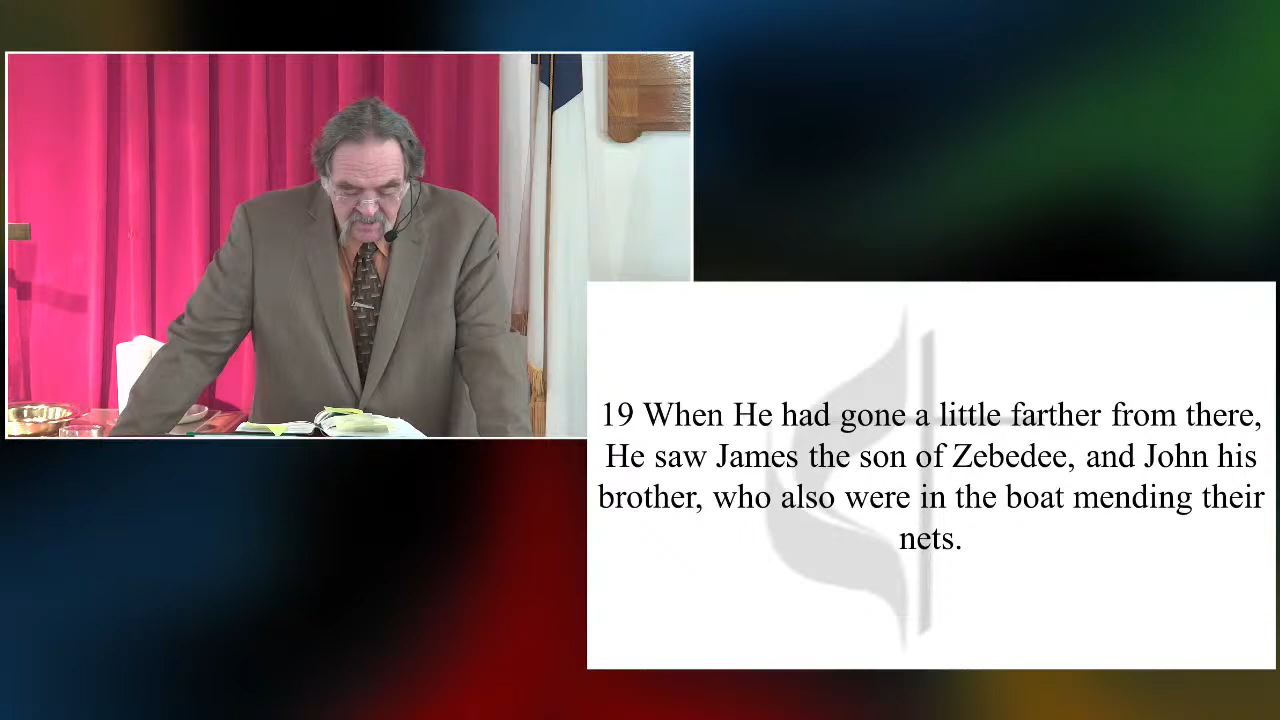 19 When He had gone a little farther from there,
He saw James the son of Zebedee, and John his
brother, who also were in the boat mending their
nets.